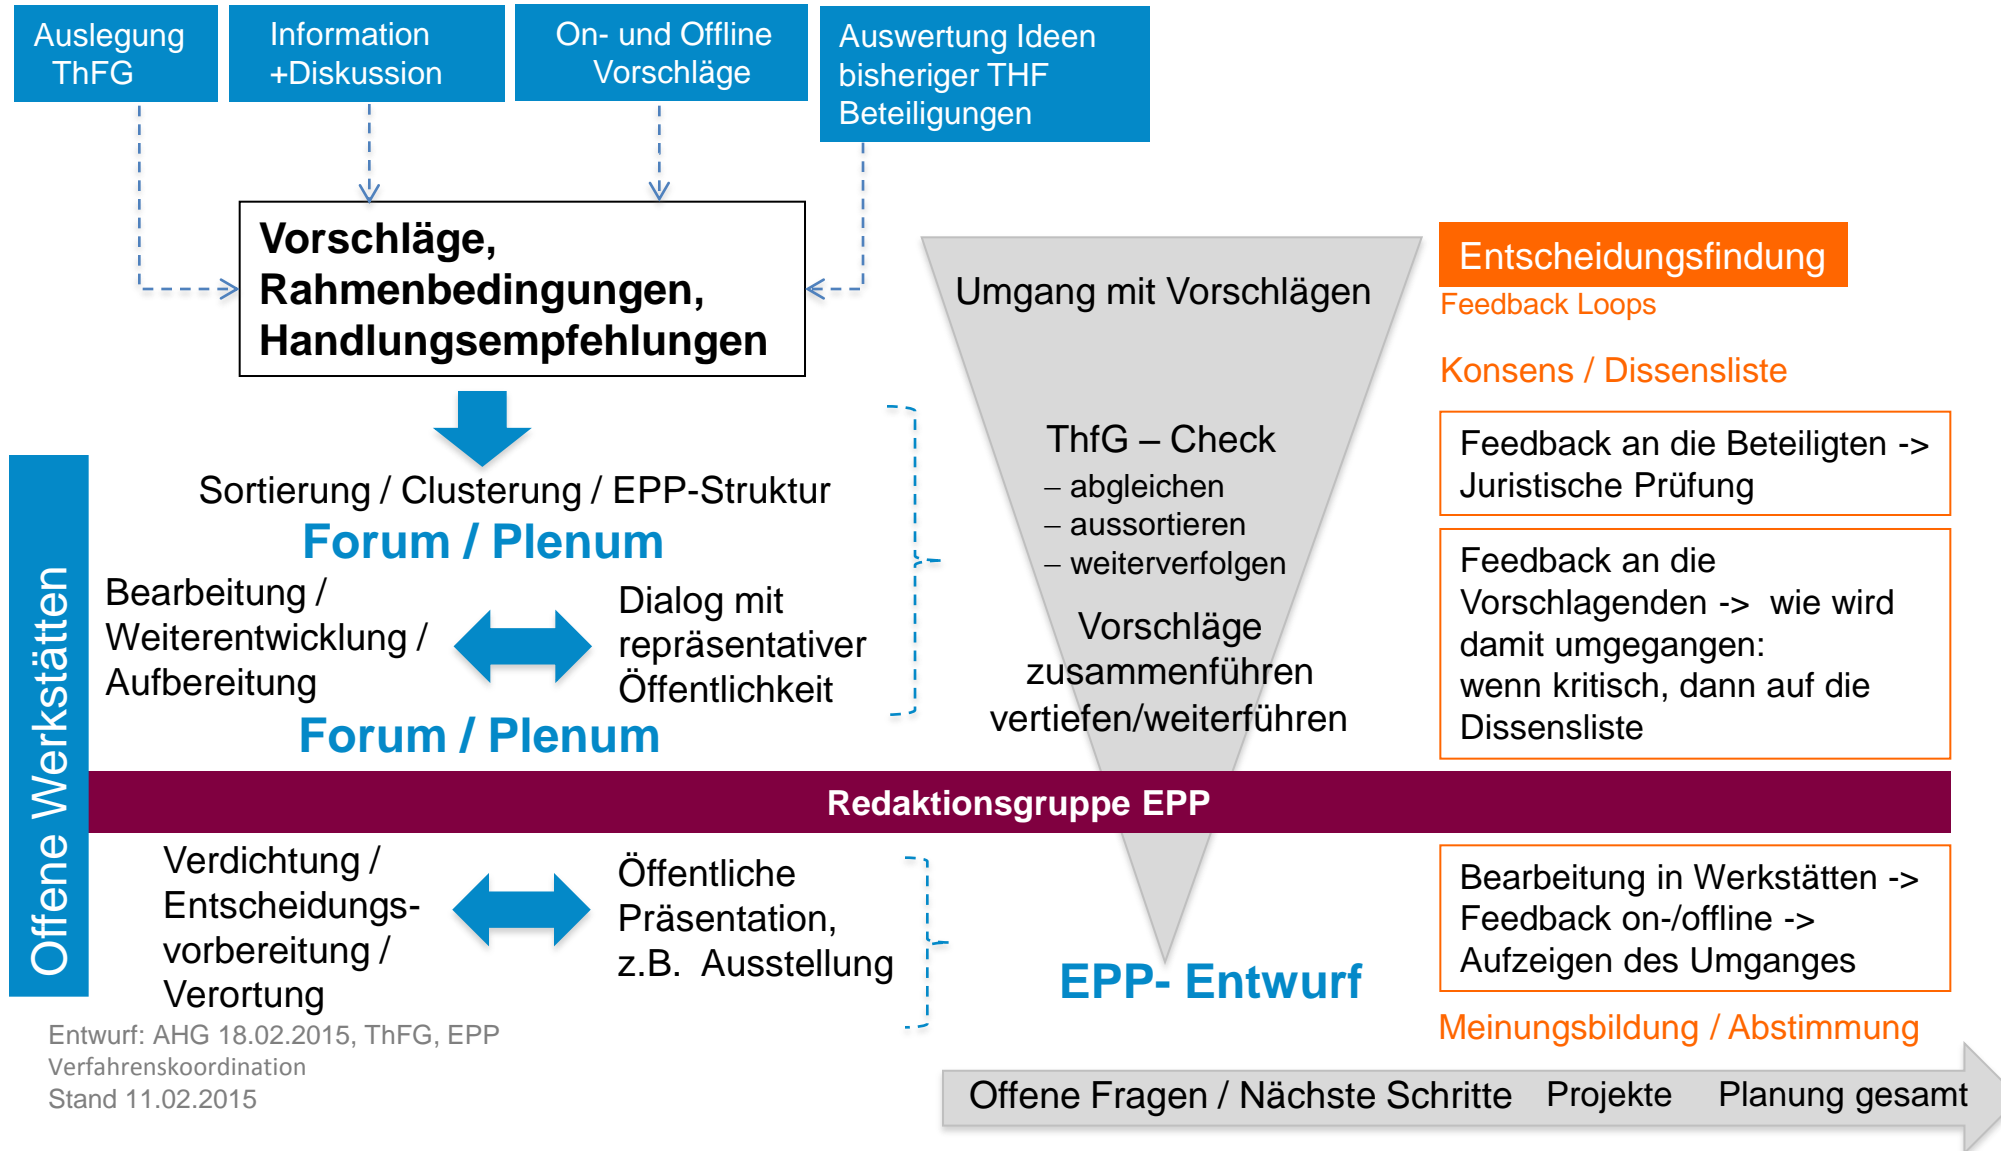 Auslegung
ThFG
Information
+Diskussion
On- und Offline
Vorschläge
Auswertung Ideen
bisheriger THF
Beteiligungen
Vorschläge,
Rahmenbedingungen,
Handlungsempfehlungen
Offene Werkstätten
Sortierung / Clusterung / EPP-Struktur
Forum / Plenum
Bearbeitung /
Weiterentwicklung /
Aufbereitung
Dialog mit
repräsentativer
Öffentlichkeit
Forum / Plenum
Umgang mit Vorschlägen
ThfG – Check
– abgleichen
– aussortieren
– weiterverfolgen
Vorschläge
zusammenführen
vertiefen/weiterführen
Entscheidungsfindung
Feedback Loops
Konsens / Dissensliste
Feedback an die Beteiligten ->
Juristische Prüfung
Feedback an die
Vorschlagenden -> wie wird
damit umgegangen:
wenn kritisch, dann auf die
Dissensliste
Redaktionsgruppe EPP
Verdichtung /
Entscheidungs-
vorbereitung /
Verortung
Öffentliche
Präsentation,
z.B. Ausstellung
EPP- Entwurf
Bearbeitung in Werkstätten ->
Feedback on-/offline ->
Aufzeigen des Umganges
Meinungsbildung / Abstimmung
Entwurf: AHG 18.02.2015, ThFG, EPP
Verfahrenskoordination
Stand 11.02.2015
Offene Fragen / Nächste Schritte Projekte Planung gesamt